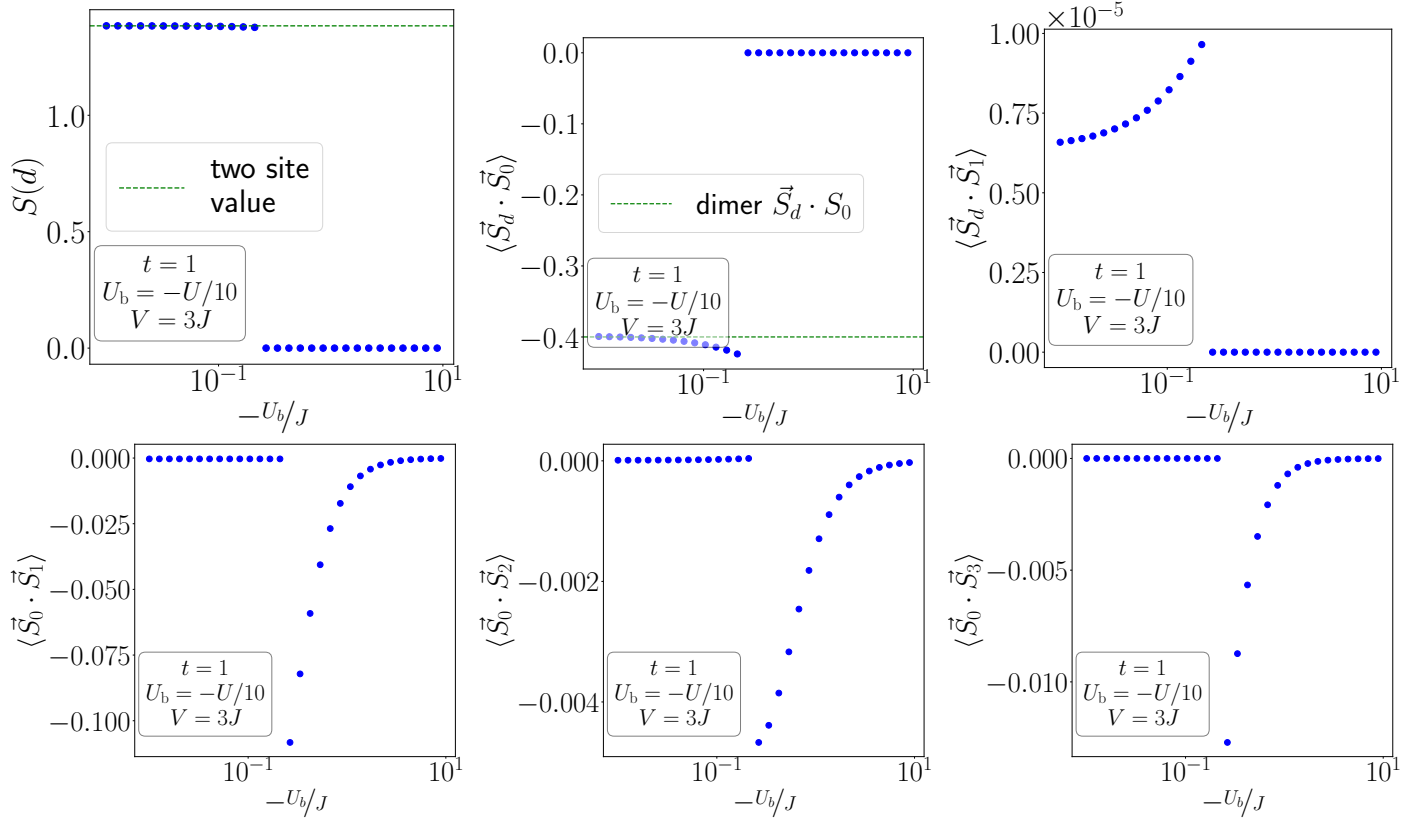 S(d)
1.0
0.5
0.0
two site
value
t = 1
U_b = −U/10
V = 3J
10^{−1}
10^{1}
−U_b/J
⟨S⃗_d · S⃗_0⟩
0.0
−0.1
−0.2
−0.3
−0.4
dimer S⃗_d · S_0
t = 1
U_b = −U/10
V = 3J
10^{−1}
10^{1}
−U_b/J
×10^{−5}
⟨S⃗_d · S⃗_1⟩
1.00
0.75
0.50
0.25
0.00
t = 1
U_b = −U/10
V = 3J
10^{−1}
10^{1}
−U_b/J
⟨S⃗_0 · S⃗_1⟩
0.000
−0.025
−0.050
−0.075
−0.100
t = 1
U_b = −U/10
V = 3J
10^{−1}
10^{1}
−U_b/J
⟨S⃗_0 · S⃗_2⟩
0.000
−0.002
−0.004
t = 1
U_b = −U/10
V = 3J
10^{−1}
10^{1}
−U_b/J
⟨S⃗_0 · S⃗_3⟩
0.000
−0.005
−0.010
t = 1
U_b = −U/10
V = 3J
10^{−1}
10^{1}
−U_b/J